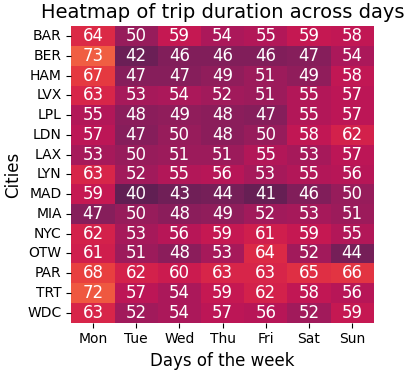 Heatmap of trip duration across days
BAR 64 50 59 54 55 59 58
BER 73 42 46 46 46 47 54
HAM 67 47 47 49 51 49 58
LVX 63 53 54 52 51 55 57
LPL 55 48 49 48 47 55 57
LDN 57 47 50 48 50 58 62
LAX 53 50 51 51 55 53 57
LYN 63 52 55 56 53 55 56
MAD 59 40 43 44 41 46 50
MIA 47 50 48 49 52 53 51
NYC 62 53 56 59 61 59 55
OTW 61 51 48 53 64 52 44
PAR 68 62 60 63 63 65 66
TRT 72 57 54 59 62 58 56
WDC 63 52 54 57 56 52 59
Mon Tue Wed Thu Fri Sat Sun
Days of the week
Cities